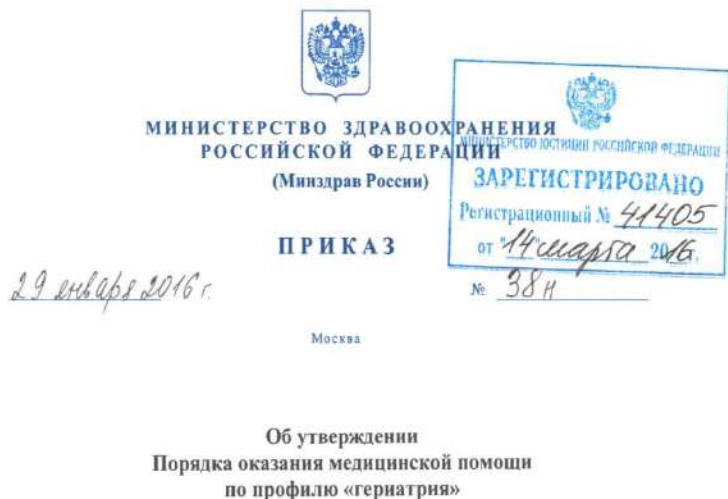 МИНИСТЕРСТВО ЗДРАВООХРАНЕНИЯ
РОССИЙСКОЙ ФЕДЕРАЦИИ
(Минздрав России)
МИНИСТЕРСТВО ЮСТИЦИИ РОССИЙСКОЙ ФЕДЕРАЦИИ
ЗАРЕГИСТРИРОВАНО
Регистрационный № 41405
от "14" марта 2016г.
ПРИКАЗ
29 января 2016 г.
№ 38н
Москва
Об утверждении
Порядка оказания медицинской помощи
по профилю «гериатрия»